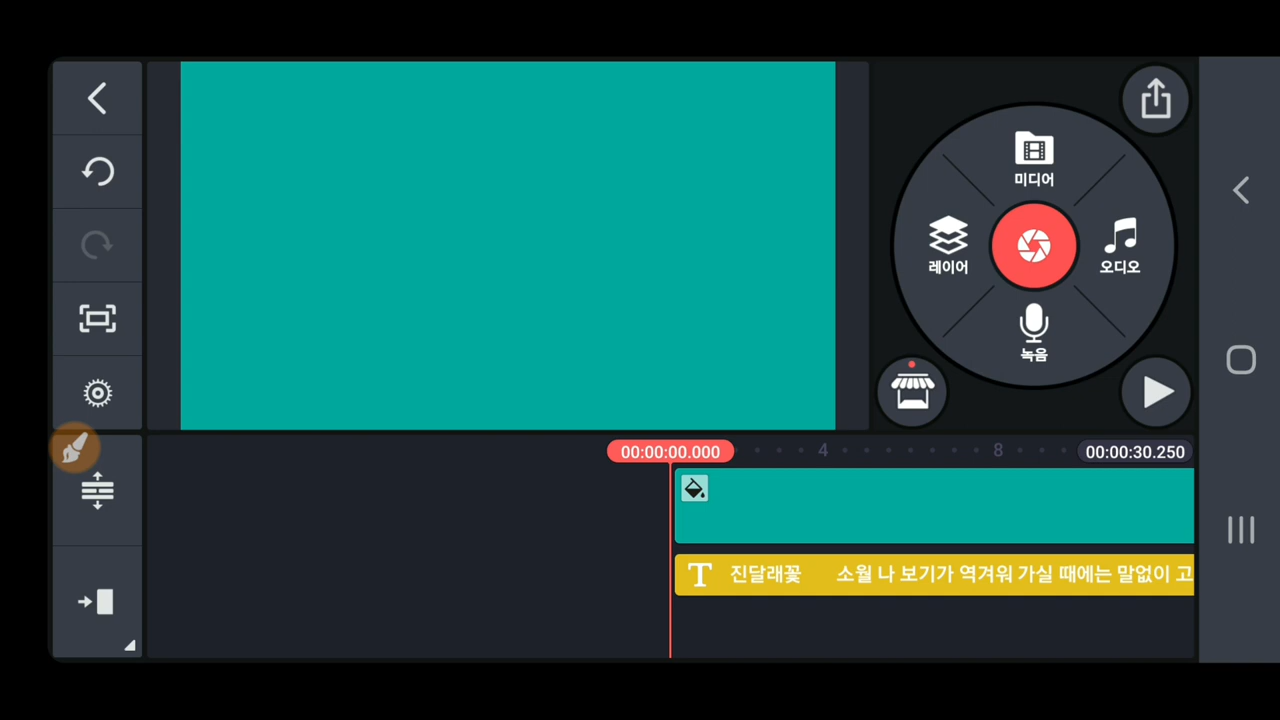 미디어
레이어
오디오
녹음
00:00:00.000
4
8
00:00:30.250
T 진달래꽃 소월 나 보기가 역겨워 가실 때에는 말없이 고